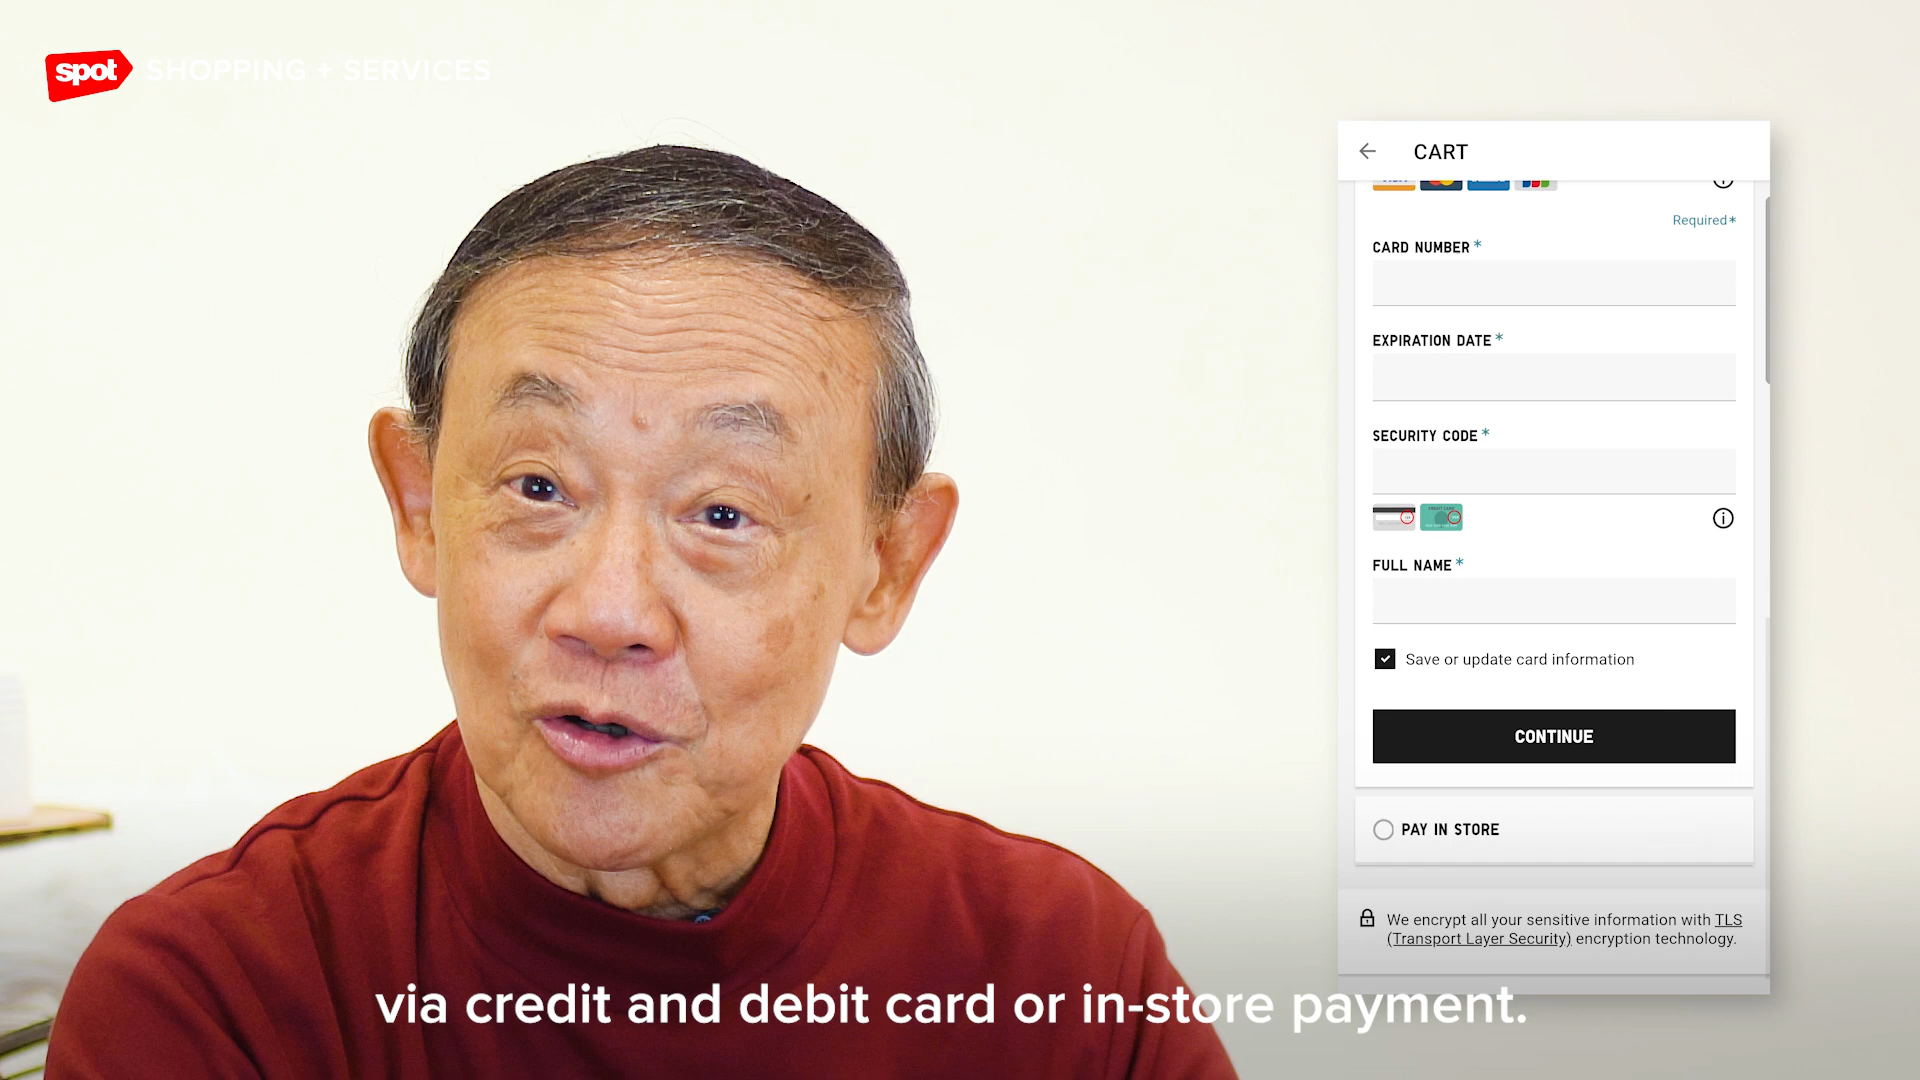 spot SHOPPING + SERVICES
CART
Required*
CARD NUMBER *
EXPIRATION DATE *
SECURITY CODE *
FULL NAME *
Save or update card information
CONTINUE
PAY IN STORE
We encrypt all your sensitive information with TLS
(Transport Layer Security) encryption technology.
via credit and debit card or in-store payment.